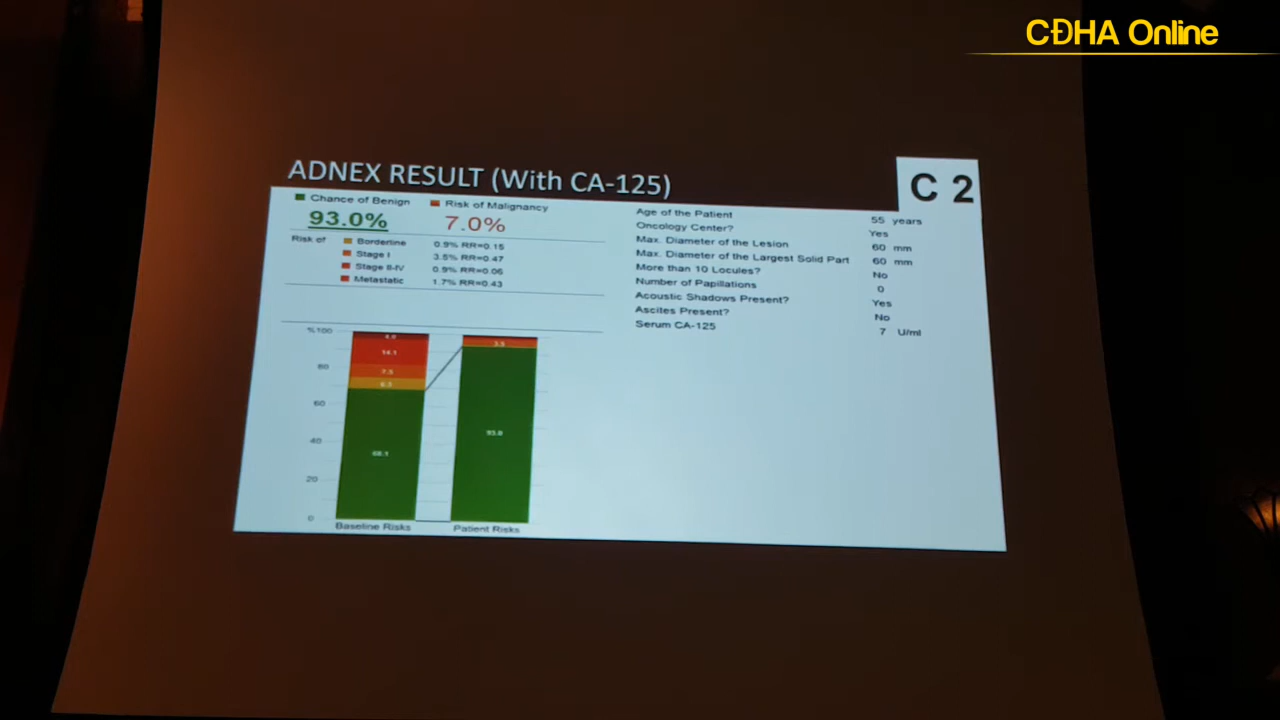 CĐHA Online
ADNEX RESULT (With CA-125)
C 2
Chance of Benign
Risk of Malignancy
93.0%
7.0%
Risk of
Borderline 0.9% RR=0.15
Stage I 3.5% RR=0.47
Stage II-IV 0.9% RR=0.06
Metastatic 1.7% RR=0.43
Age of the Patient 55 years
Oncology Center? Yes
Max. Diameter of the Lesion 60 mm
Max. Diameter of the Largest Solid Part 60 mm
More than 10 Locules? No
Number of Papillations 0
Acoustic Shadows Present? Yes
Ascites Present? No
Serum CA-125 7 U/ml
%100
80
60
40
20
0
14.1
7.5
6.3
68.1
3.5
93.0
Baseline Risks
Patient Risks